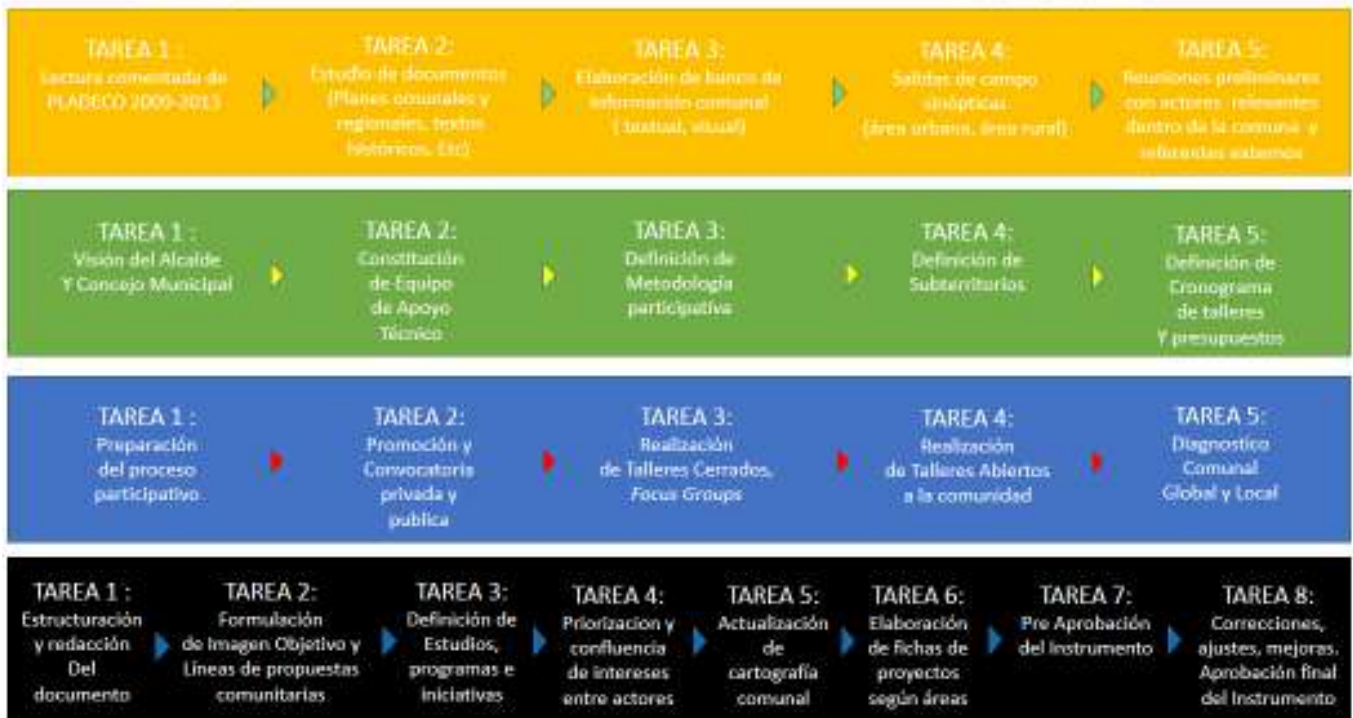 TAREA 1 :
Lectura comentada de
PLADECO 2009-2013
TAREA 2:
Estudio de documentos
(Planes comunales y
regionales, textos
históricos, Etc)
TAREA 3:
Elaboración de banco de
información comunal
( textual, visual)
TAREA 4:
Salidas de campo
sinópticas
(área urbana, área rural)
TAREA 5:
Reuniones preliminares
con actores relevantes
dentro de la comuna y
referentes externos
TAREA 1 :
Visión del Alcalde
Y Concejo Municipal
TAREA 2:
Constitución
de Equipo
de Apoyo
Técnico
TAREA 3:
Definición de
Metodología
participativa
TAREA 4:
Definición de
Subterritorios
TAREA 5:
Definición de
Cronograma
de talleres
Y presupuestos
TAREA 1 :
Preparación
del proceso
participativo
TAREA 2:
Promoción y
Convocatoria
privada y
publica
TAREA 3:
Realización
de Talleres Cerrados,
Focus Groups
TAREA 4:
Realización
de Talleres Abiertos
a la comunidad
TAREA 5:
Diagnostico
Comunal
Global y Local
TAREA 1 :
Estructuración
y redacción
Del
documento
TAREA 2:
Formulación
de Imagen Objetivo y
Líneas de propuestas
comunitarias
TAREA 3:
Definición de
Estudios,
programas e
iniciativas
TAREA 4:
Priorizacion y
confluencia
de intereses
entre actores
TAREA 5:
Actualización
de
cartografía
comunal
TAREA 6:
Elaboración
de fichas de
proyectos
según áreas
TAREA 7:
Pre Aprobación
del Instrumento
TAREA 8:
Correcciones,
ajustes, mejoras.
Aprobación final
del Instrumento